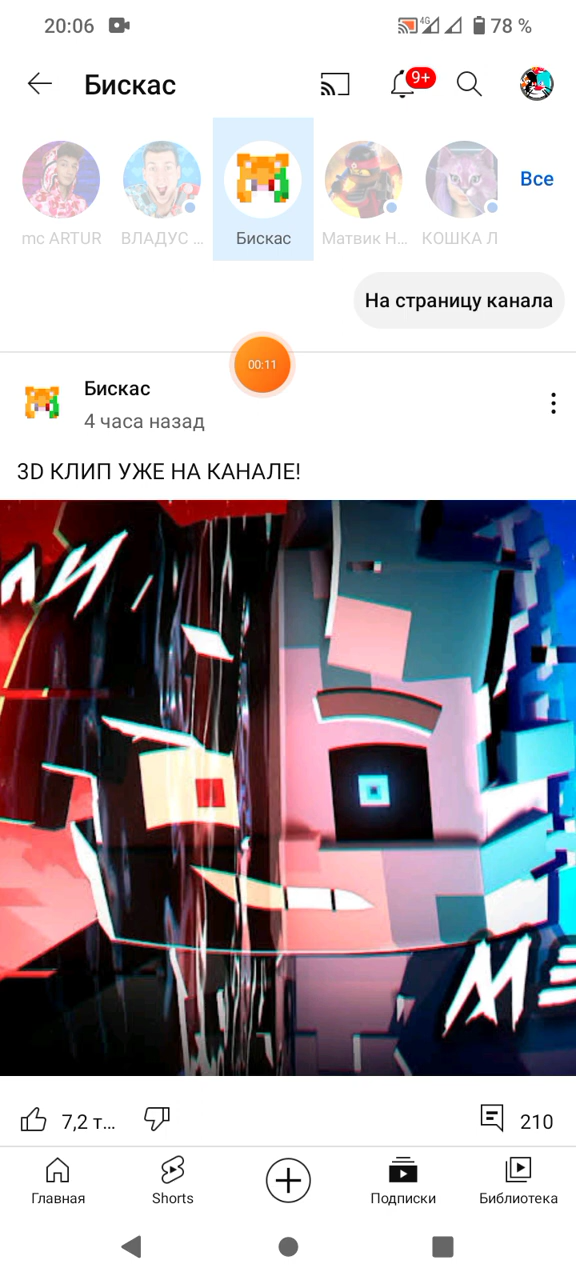 20:06
4G
78 %
Бискас
9+
mc ARTUR
ВЛАДУС ...
Бискас
Матвик Н...
КОШКА Л
Все
На страницу канала
00:11
Бискас
4 часа назад
3D КЛИП УЖЕ НА КАНАЛЕ!
7,2 т...
210
Главная
Shorts
Подписки
Библиотека